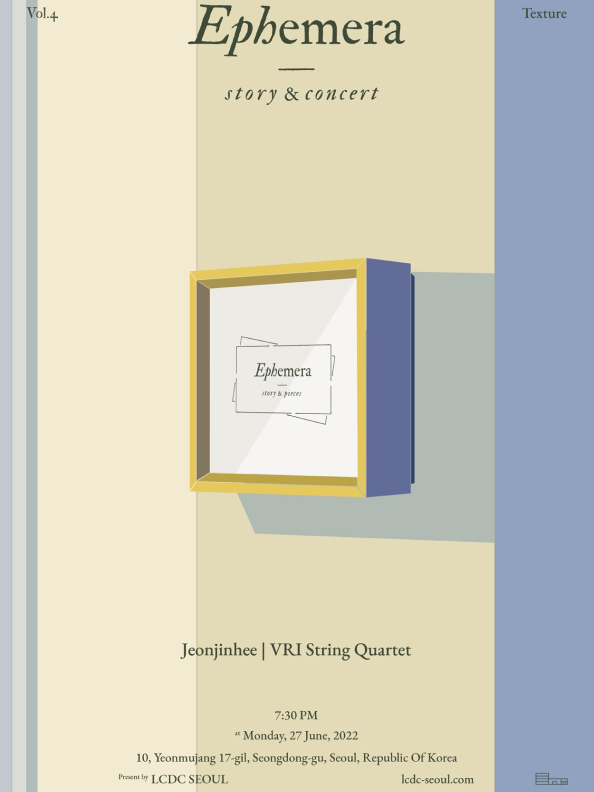 Vol.4
Ephemera
Texture
story & concert
Ephemera
story & pieces
Jeonjinhee | VRI String Quartet
7:30 PM
at Monday, 27 June, 2022
10, Yeonmujang 17-gil, Seongdong-gu, Seoul, Republic Of Korea
Present by LCDC SEOUL
lcdc-seoul.com